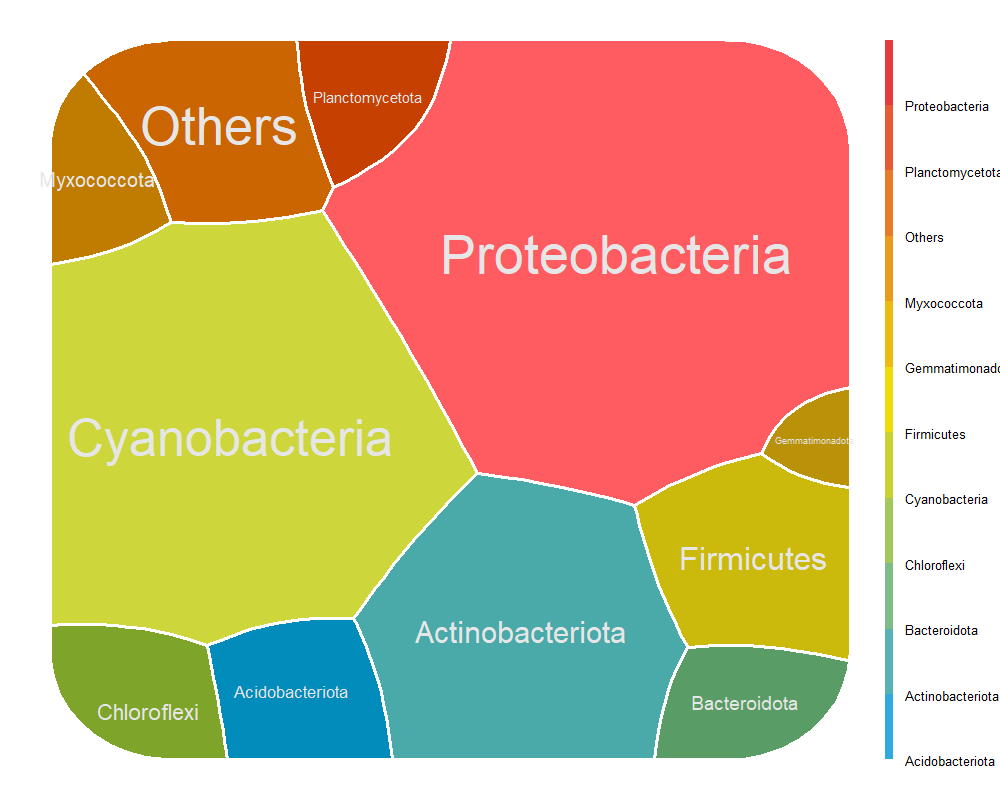 Planctomycetota
Others
Myxococcota
Proteobacteria
Cyanobacteria
Gemmatimonadot
Firmicutes
Actinobacteriota
Acidobacteriota
Bacteroidota
Chloroflexi
Proteobacteria
Planctomycetota
Others
Myxococcota
Gemmatimonado
Firmicutes
Cyanobacteria
Chloroflexi
Bacteroidota
Actinobacteriota
Acidobacteriota